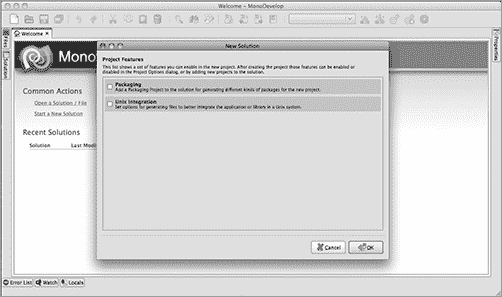 Welcome - MonoDevelop
Welcome
Files
Solution
Properties
Mono
Common Actions
Open a Solution / File
Start a New Solution
Recent Solutions
Solution Last Modi
New Solution
Project Features
This list shows a set of features you can enable in the new project. After creating the project those features can be enabled or
disabled in the Project Options dialog, or by adding new projects to the solution.
Packaging
Add a Packaging Project to the solution for generating different kinds of packages for the new project.
Unix Integration
Set options for generating files to better integrate the application or library in a Unix system.
Cancel
OK
Error List
Watch
Locals